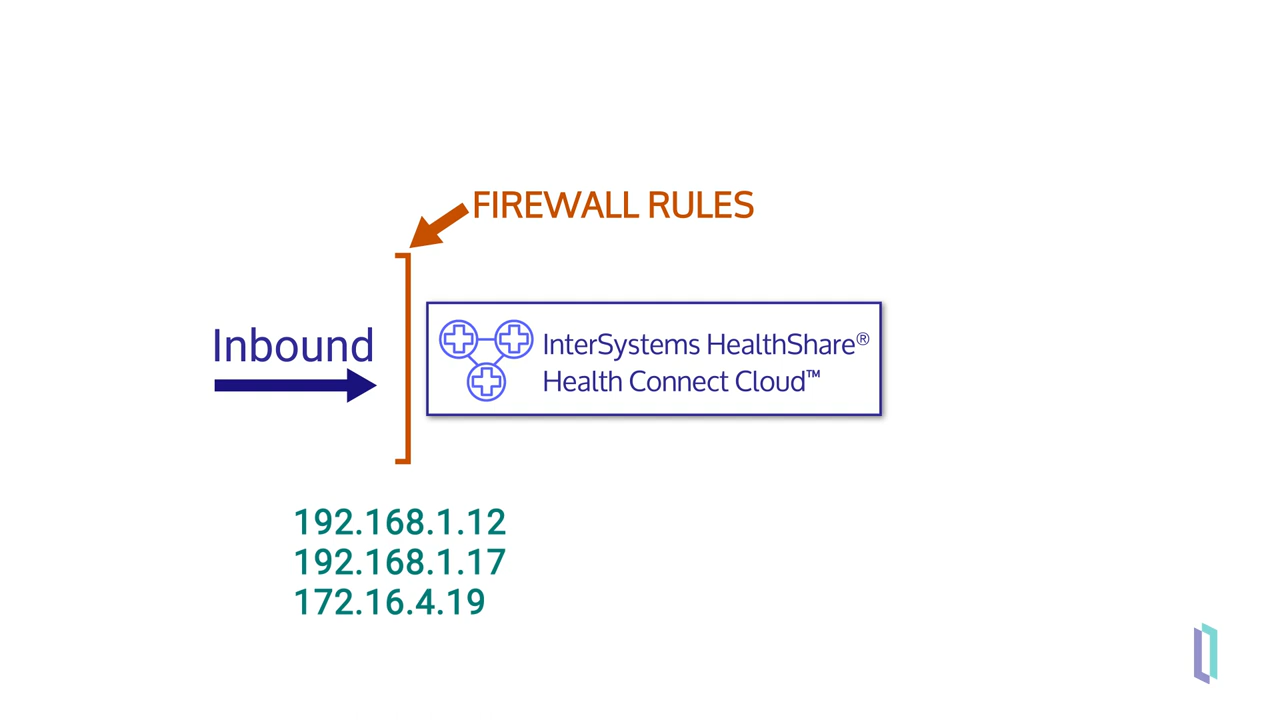 FIREWALL RULES
Inbound
InterSystems HealthShare®
Health Connect Cloud™
192.168.1.12
192.168.1.17
172.16.4.19